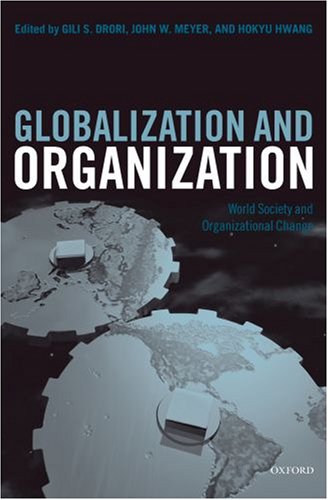 Edited by GILI S. DRORI, JOHN W. MEYER, AND HOKYU HWANG
GLOBALIZATION AND
ORGANIZATION
World Society and
Organizational Change
OXFORD